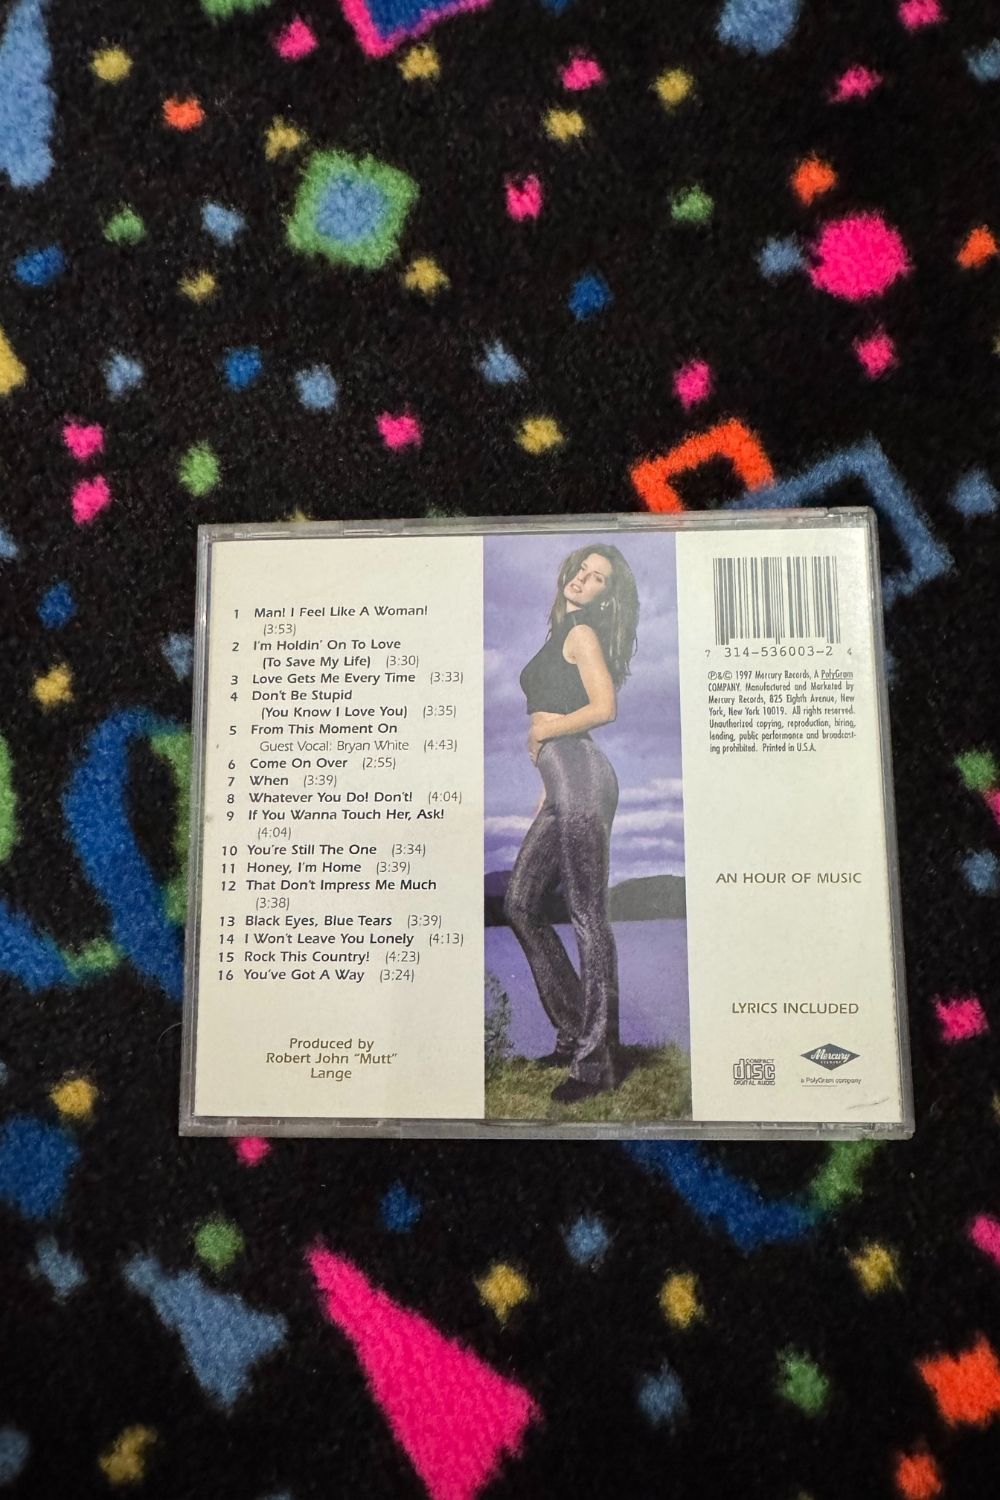 1 Man! I Feel Like A Woman!
(3:53)
2 I'm Holdin' On To Love
(To Save My Life) (3:30)
3 Love Gets Me Every Time (3:33)
4 Don't Be Stupid
(You Know I Love You) (3:35)
5 From This Moment On
Guest Vocal: Bryan White (4:43)
6 Come On Over (2:55)
7 When (3:39)
8 Whatever You Do! Don't! (4:04)
9 If You Wanna Touch Her, Ask!
(4:04)
10 You're Still The One (3:34)
11 Honey, I'm Home (3:39)
12 That Don't Impress Me Much
(3:38)
13 Black Eyes, Blue Tears (3:39)
14 I Won't Leave You Lonely (4:13)
15 Rock This Country! (4:23)
16 You've Got A Way (3:24)
Produced by
Robert John "Mutt"
Lange
7 314-536003-2 4
℗&© 1997 Mercury Records, A PolyGram
COMPANY. Manufactured and Marketed by
Mercury Records, 825 Eighth Avenue, New
York, New York 10019. All rights reserved.
Unauthorized copying, reproduction, hiring,
lending, public performance and broadcast-
ing prohibited. Printed in U.S.A.
AN HOUR OF MUSIC
LYRICS INCLUDED
COMPACT
disc
DIGITAL AUDIO
Mercury
a PolyGram company